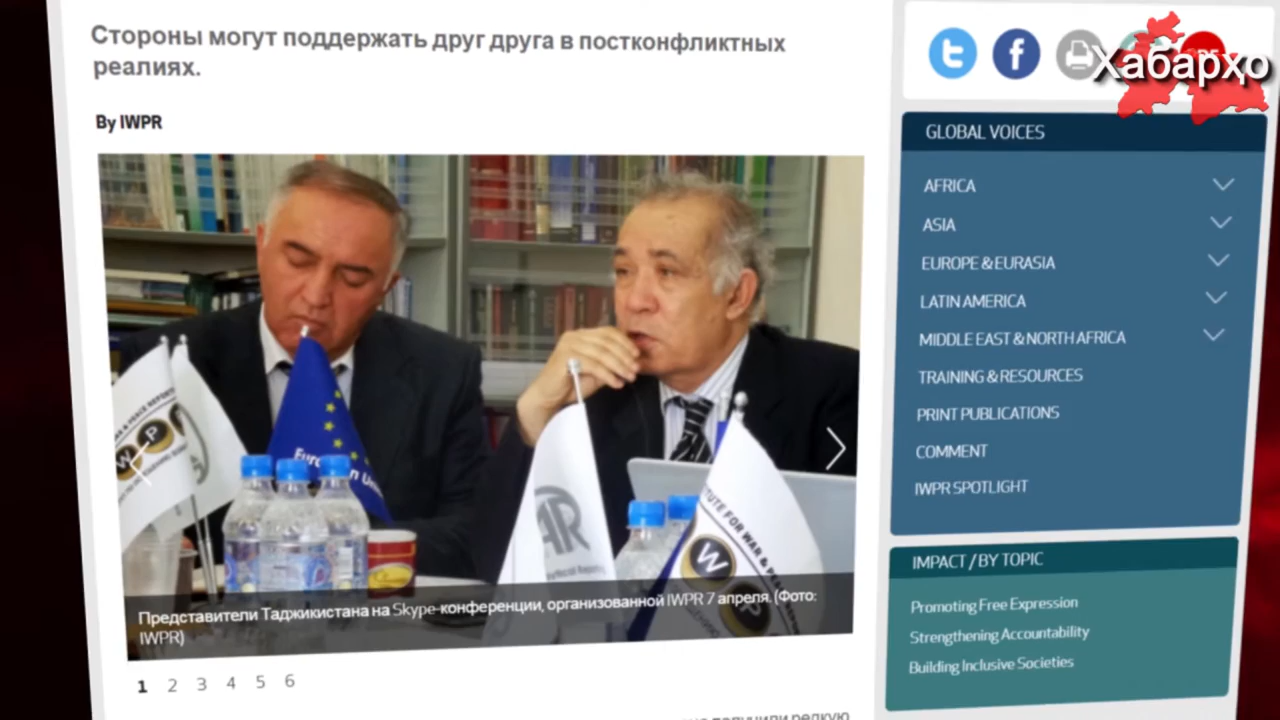 Стороны могут поддержать друг друга в постконфликтных
реалиях.
By IWPR
Хабарҳо
GLOBAL VOICES
AFRICA
ASIA
EUROPE & EURASIA
LATIN AMERICA
MIDDLE EAST & NORTH AFRICA
TRAINING & RESOURCES
PRINT PUBLICATIONS
COMMENT
IWPR SPOTLIGHT
IMPACT / BY TOPIC
Promoting Free Expression
Strengthening Accountability
Building Inclusive Societies
Представители Таджикистана на Skype-конференции, организованной IWPR 7 апреля. (Фото:
IWPR)
1 2 3 4 5 6
получили редкую